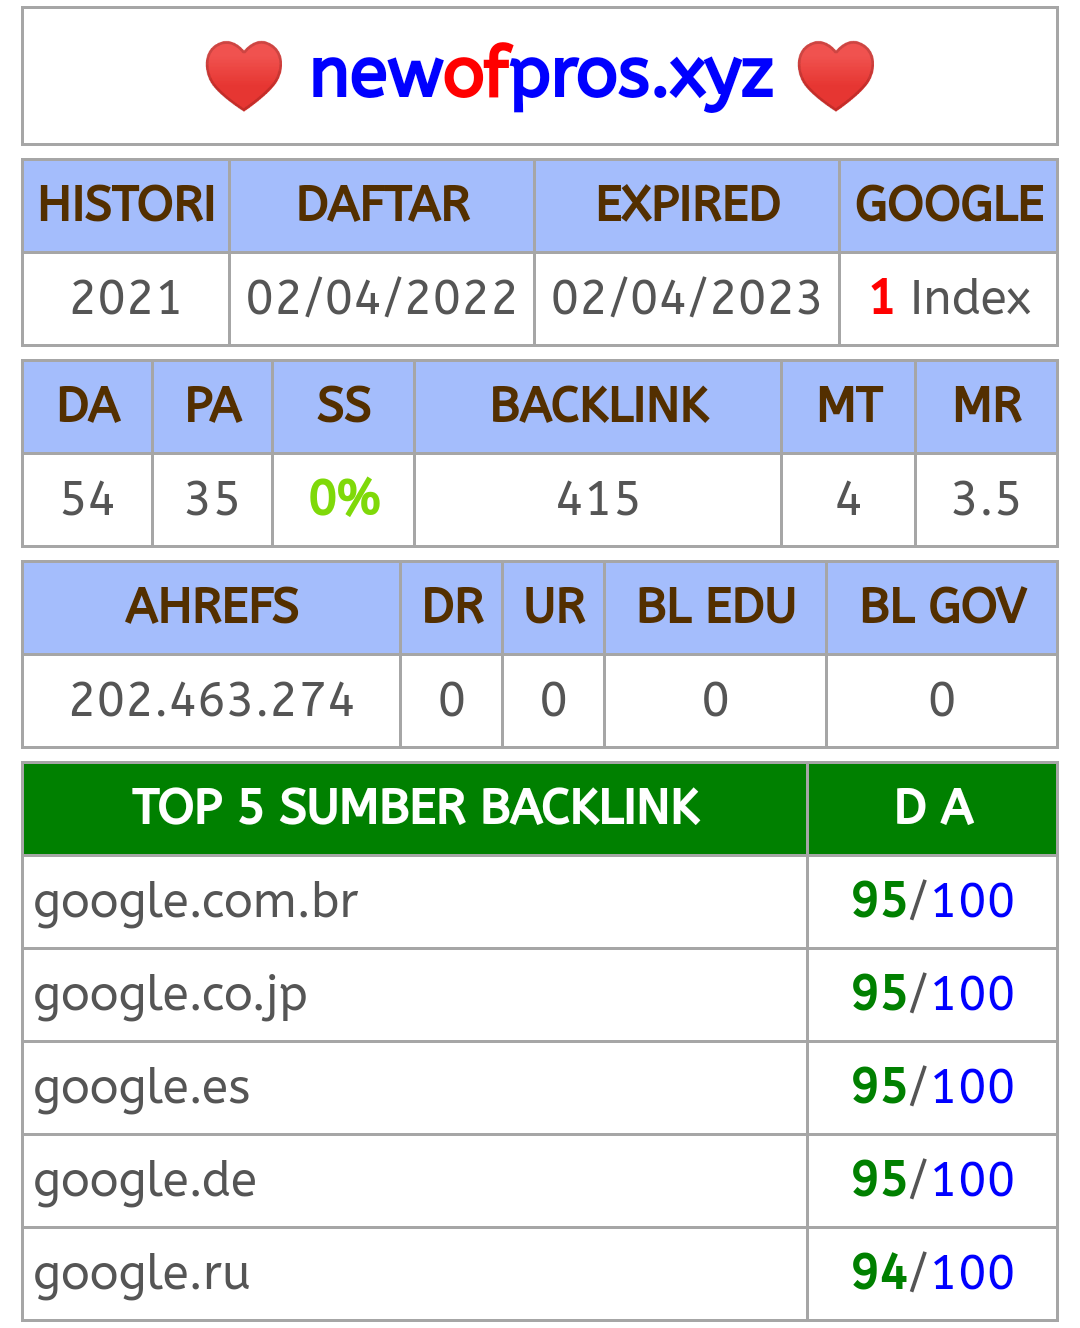 newofpros.xyz
HISTORI DAFTAR EXPIRED GOOGLE
2021 02/04/2022 02/04/2023 1 Index
DA PA SS BACKLINK MT MR
54 35 0% 415 4 3.5
AHREFS DR UR BL EDU BL GOV
202.463.274 0 0 0 0
TOP 5 SUMBER BACKLINK D A
google.com.br 95/100
google.co.jp 95/100
google.es 95/100
google.de 95/100
google.ru 94/100